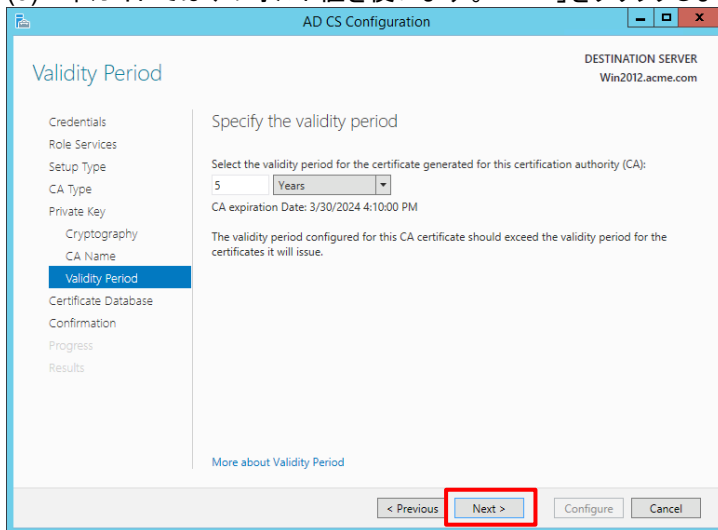 AD CS Configuration
Validity Period
DESTINATION SERVER
Win2012.acme.com
Credentials
Role Services
Setup Type
CA Type
Private Key
Cryptography
CA Name
Validity Period
Certificate Database
Confirmation
Progress
Results
Specify the validity period
Select the validity period for the certificate generated for this certification authority (CA):
5 Years
CA expiration Date: 3/30/2024 4:10:00 PM
The validity period configured for this CA certificate should exceed the validity period for the
certificates it will issue.
More about Validity Period
< Previous Next > Configure Cancel